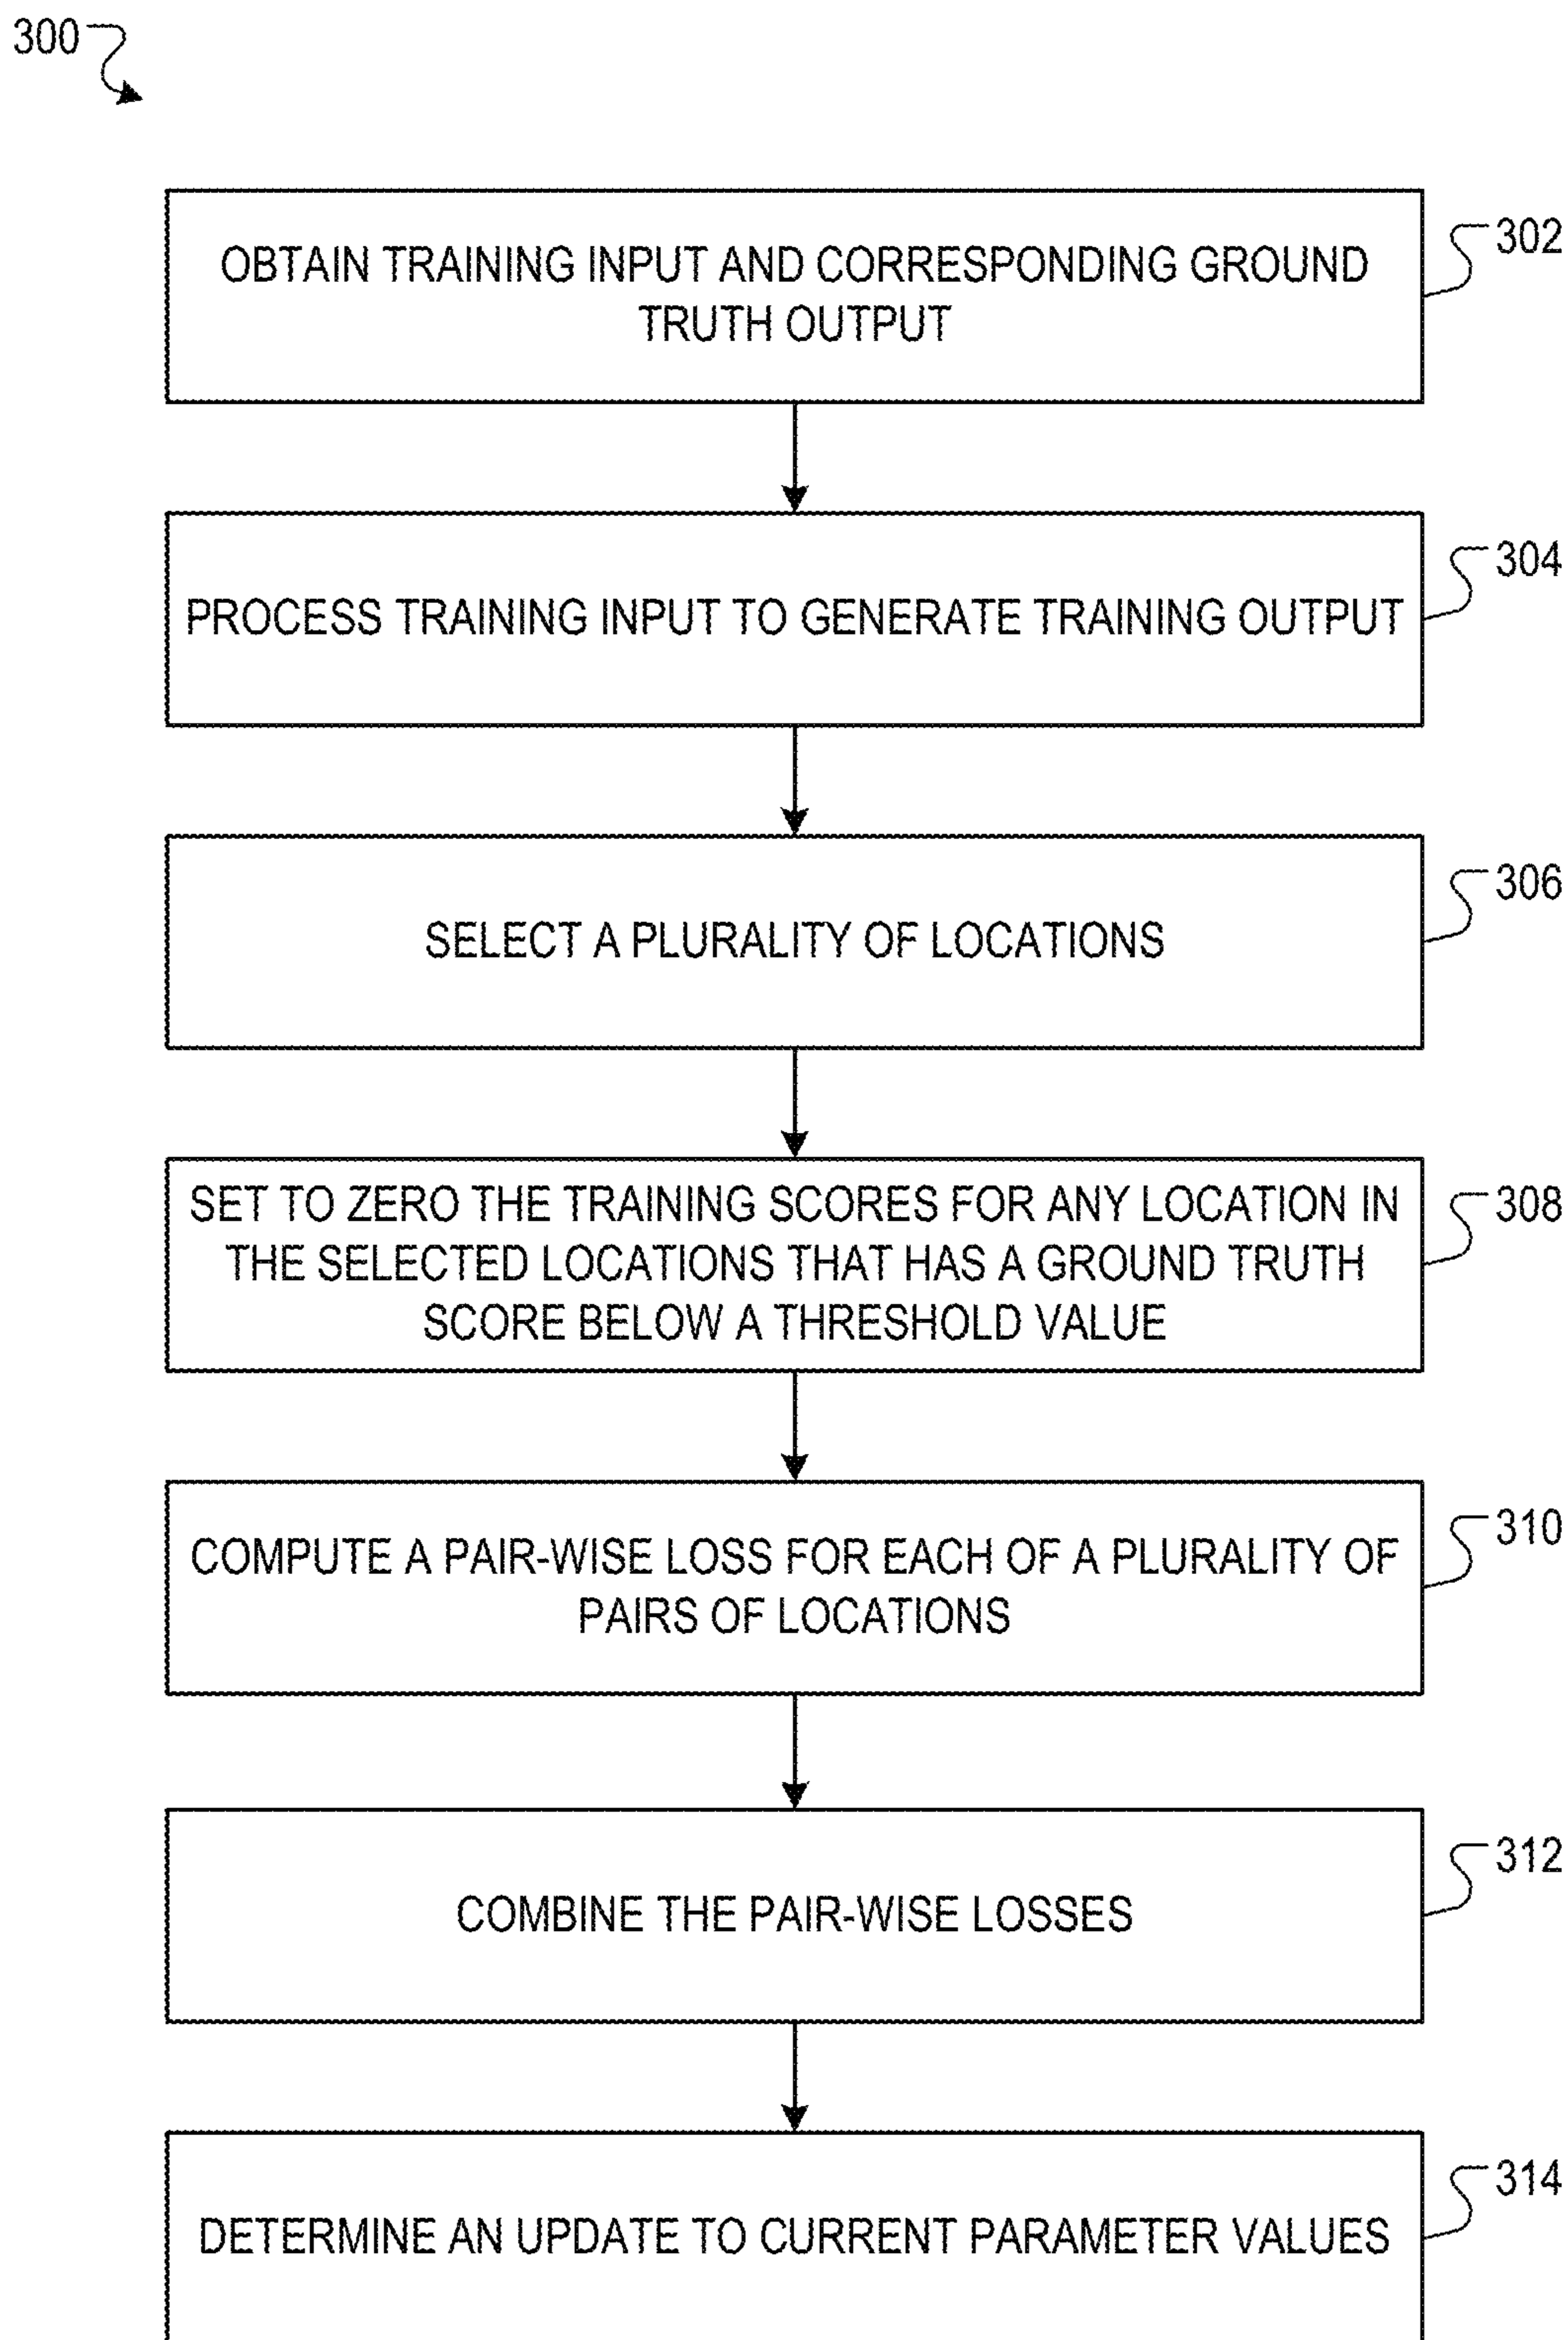 300
OBTAIN TRAINING INPUT AND CORRESPONDING GROUND
TRUTH OUTPUT
302
PROCESS TRAINING INPUT TO GENERATE TRAINING OUTPUT
304
SELECT A PLURALITY OF LOCATIONS
306
SET TO ZERO THE TRAINING SCORES FOR ANY LOCATION IN
THE SELECTED LOCATIONS THAT HAS A GROUND TRUTH
SCORE BELOW A THRESHOLD VALUE
308
COMPUTE A PAIR-WISE LOSS FOR EACH OF A PLURALITY OF
PAIRS OF LOCATIONS
310
COMBINE THE PAIR-WISE LOSSES
312
DETERMINE AN UPDATE TO CURRENT PARAMETER VALUES
314